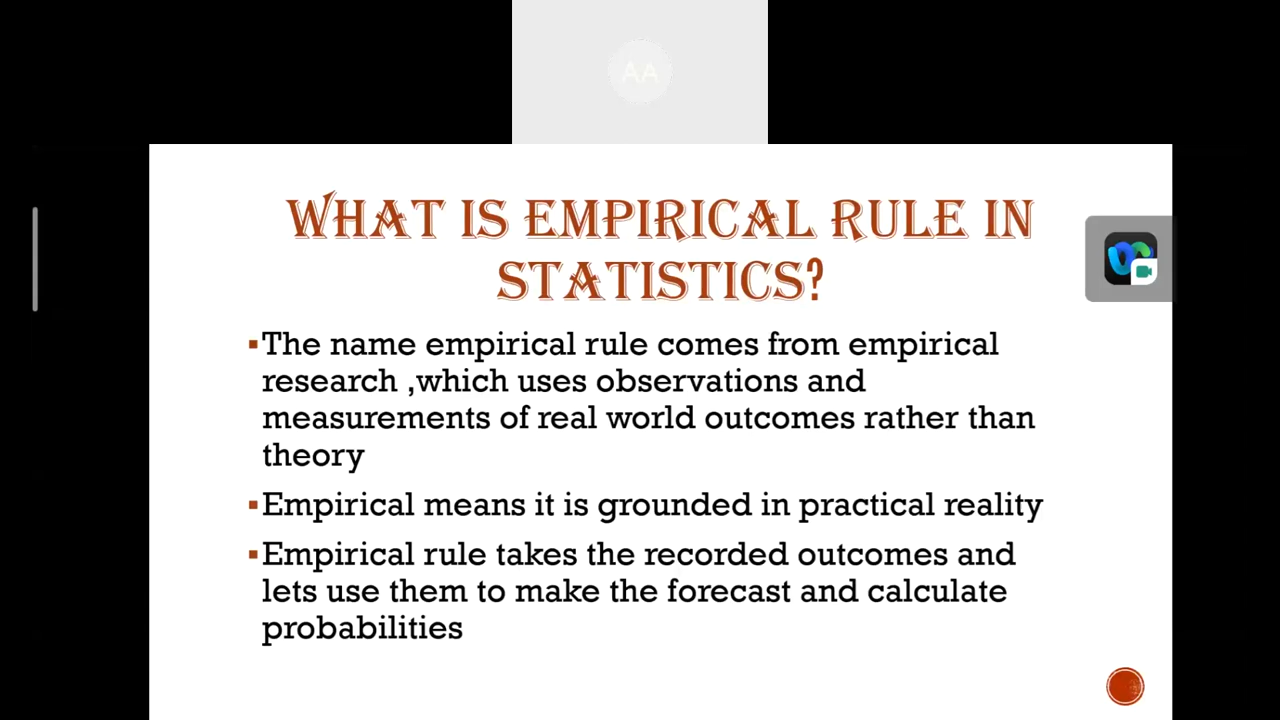 AA
WHAT IS EMPIRICAL RULE IN
STATISTICS?
▪The name empirical rule comes from empirical
research ,which uses observations and
measurements of real world outcomes rather than
theory
▪Empirical means it is grounded in practical reality
▪Empirical rule takes the recorded outcomes and
lets use them to make the forecast and calculate
probabilities